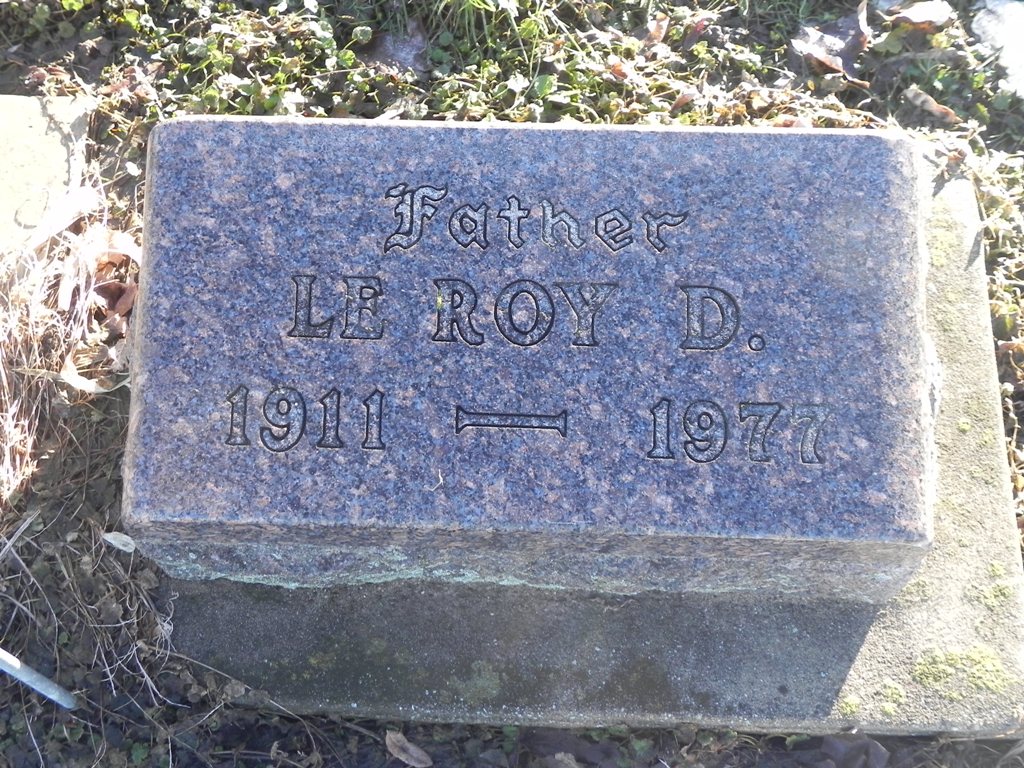 Father
LE ROY D.
1911 — 1977